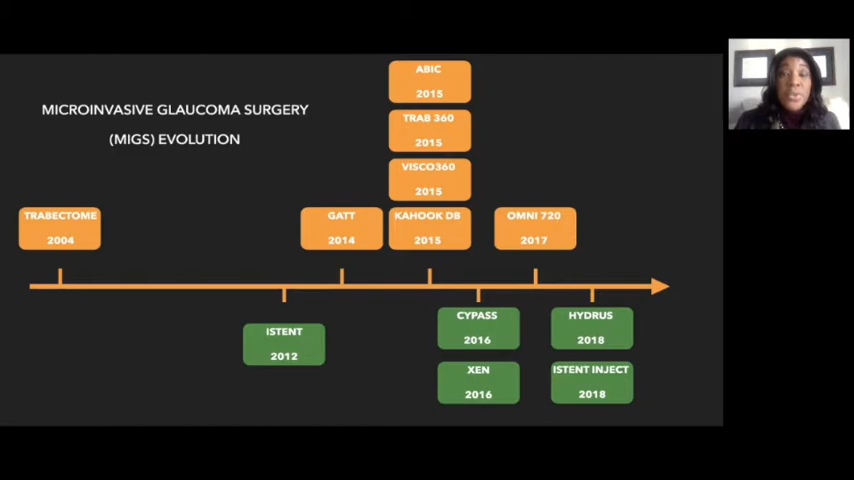 MICROINVASIVE GLAUCOMA SURGERY
(MIGS) EVOLUTION
ABIC
2015
TRAB 360
2015
VISCO360
2015
TRABECTOME
2004
GATT
2014
KAHOOK DB
2015
OMNI 720
2017
ISTENT
2012
CYPASS
2016
HYDRUS
2018
XEN
2016
ISTENT INJECT
2018